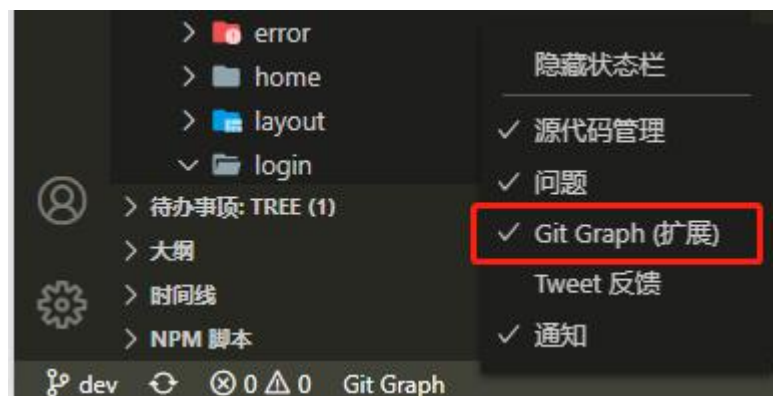 error
home
layout
login
待办事项: TREE (1)
大纲
时间线
NPM 脚本
dev 0 0 Git Graph
隐藏状态栏
源代码管理
问题
Git Graph (扩展)
Tweet 反馈
通知